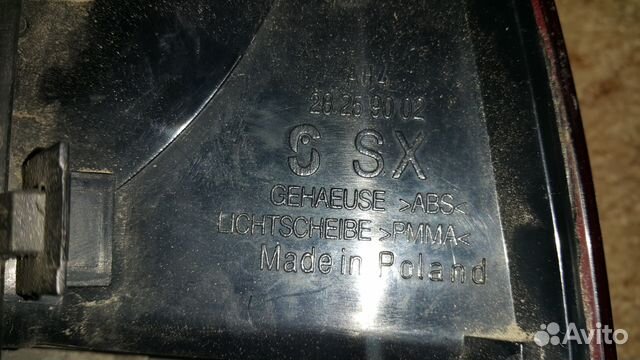 28 25 90 02
SX
GEHAEUSE >ABS<
LICHTSCHEIBE >PMMA<
Made in Poland
Avito